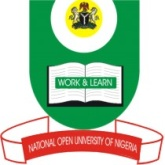 WORK & LEARN
NATIONAL OPEN UNIVERSITY OF NIGERIA